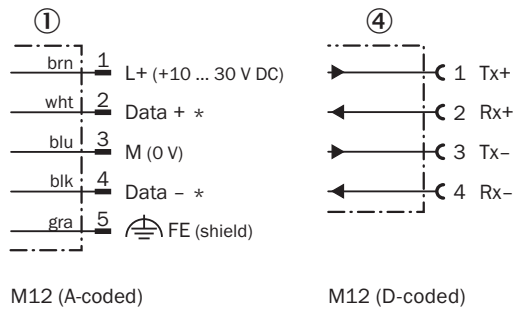 ①
brn 1 L+ (+10 ... 30 V DC)
wht 2 Data + *
blu 3 M (0 V)
blk 4 Data – *
gra 5 FE (shield)
M12 (A-coded)
④
1 Tx+
2 Rx+
3 Tx–
4 Rx–
M12 (D-coded)